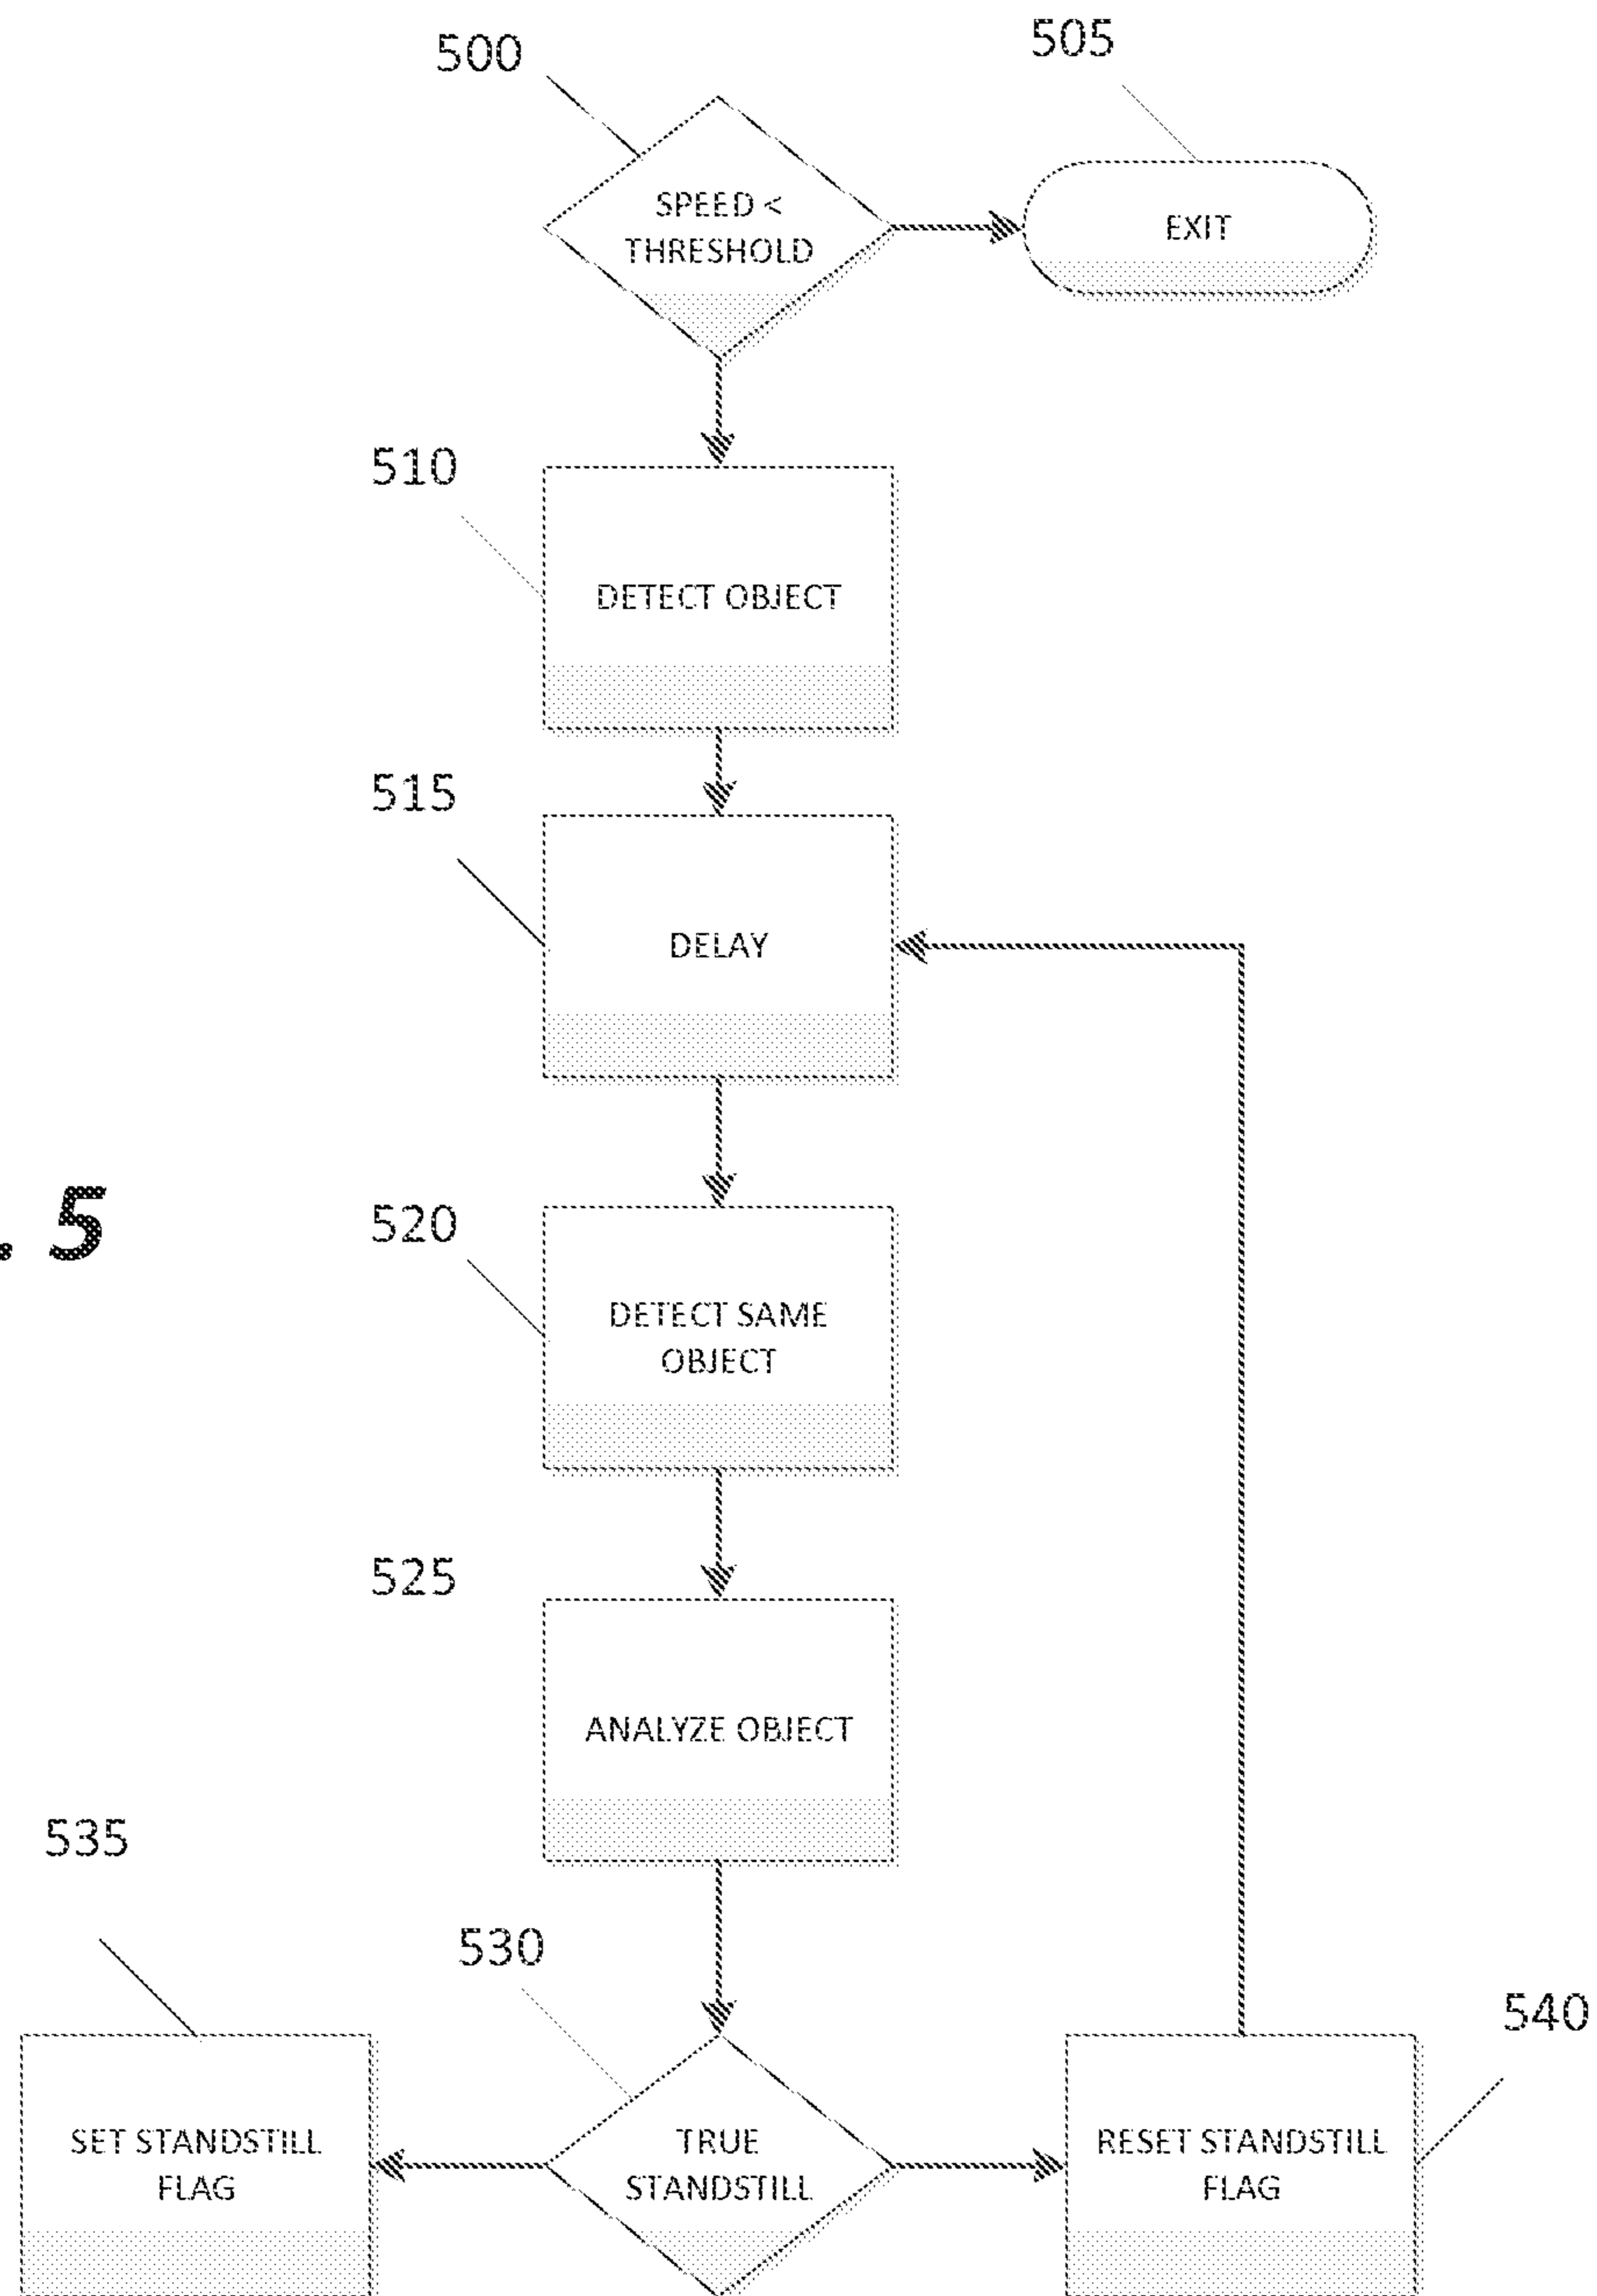 500
505
SPEED <
THRESHOLD
EXIT
510
DETECT OBJECT
515
DELAY
. 5
520
DETECT SAME
OBJECT
525
ANALYZE OBJECT
535
530
540
SET STANDSTILL
FLAG
TRUE
STANDSTILL
RESET STANDSTILL
FLAG